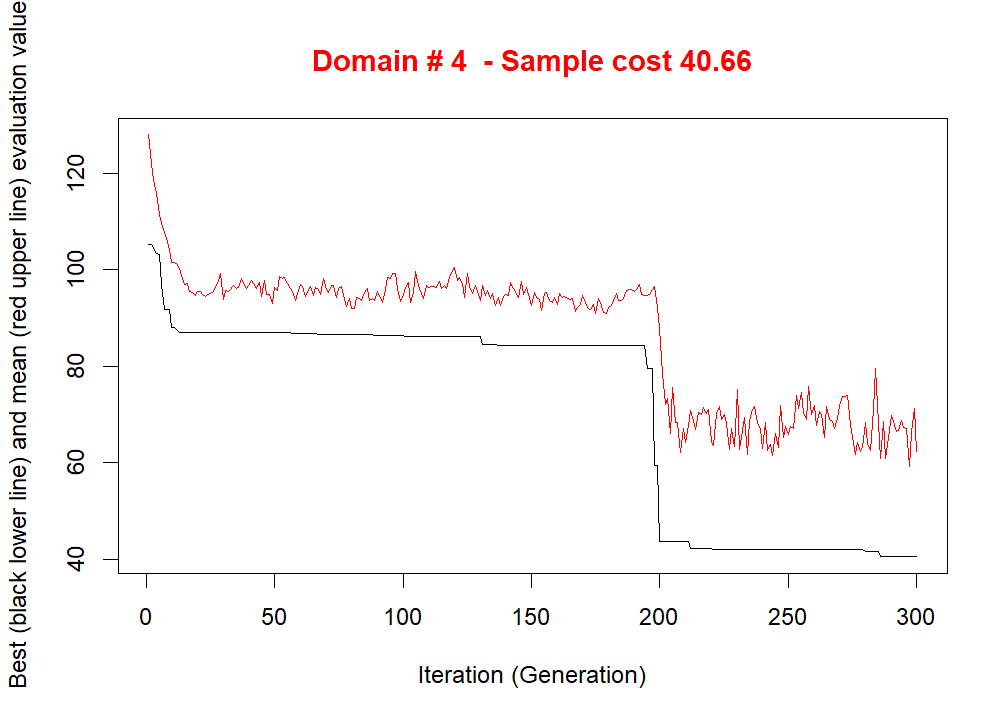 Domain # 4  - Sample cost 40.66
Best (black lower line) and mean (red upper line) evaluation value
120
100
80
60
40
0 50 100 150 200 250 300
Iteration (Generation)